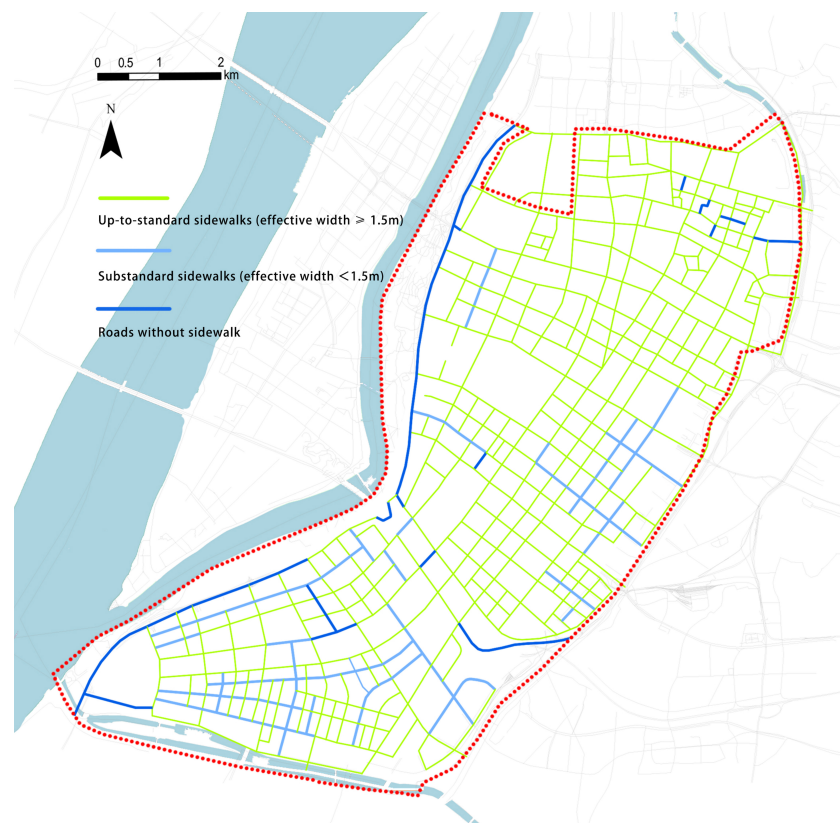 0 0.5 1 2
km
N
Up-to-standard sidewalks (effective width ≥ 1.5m)
Substandard sidewalks (effective width <1.5m)
Roads without sidewalk